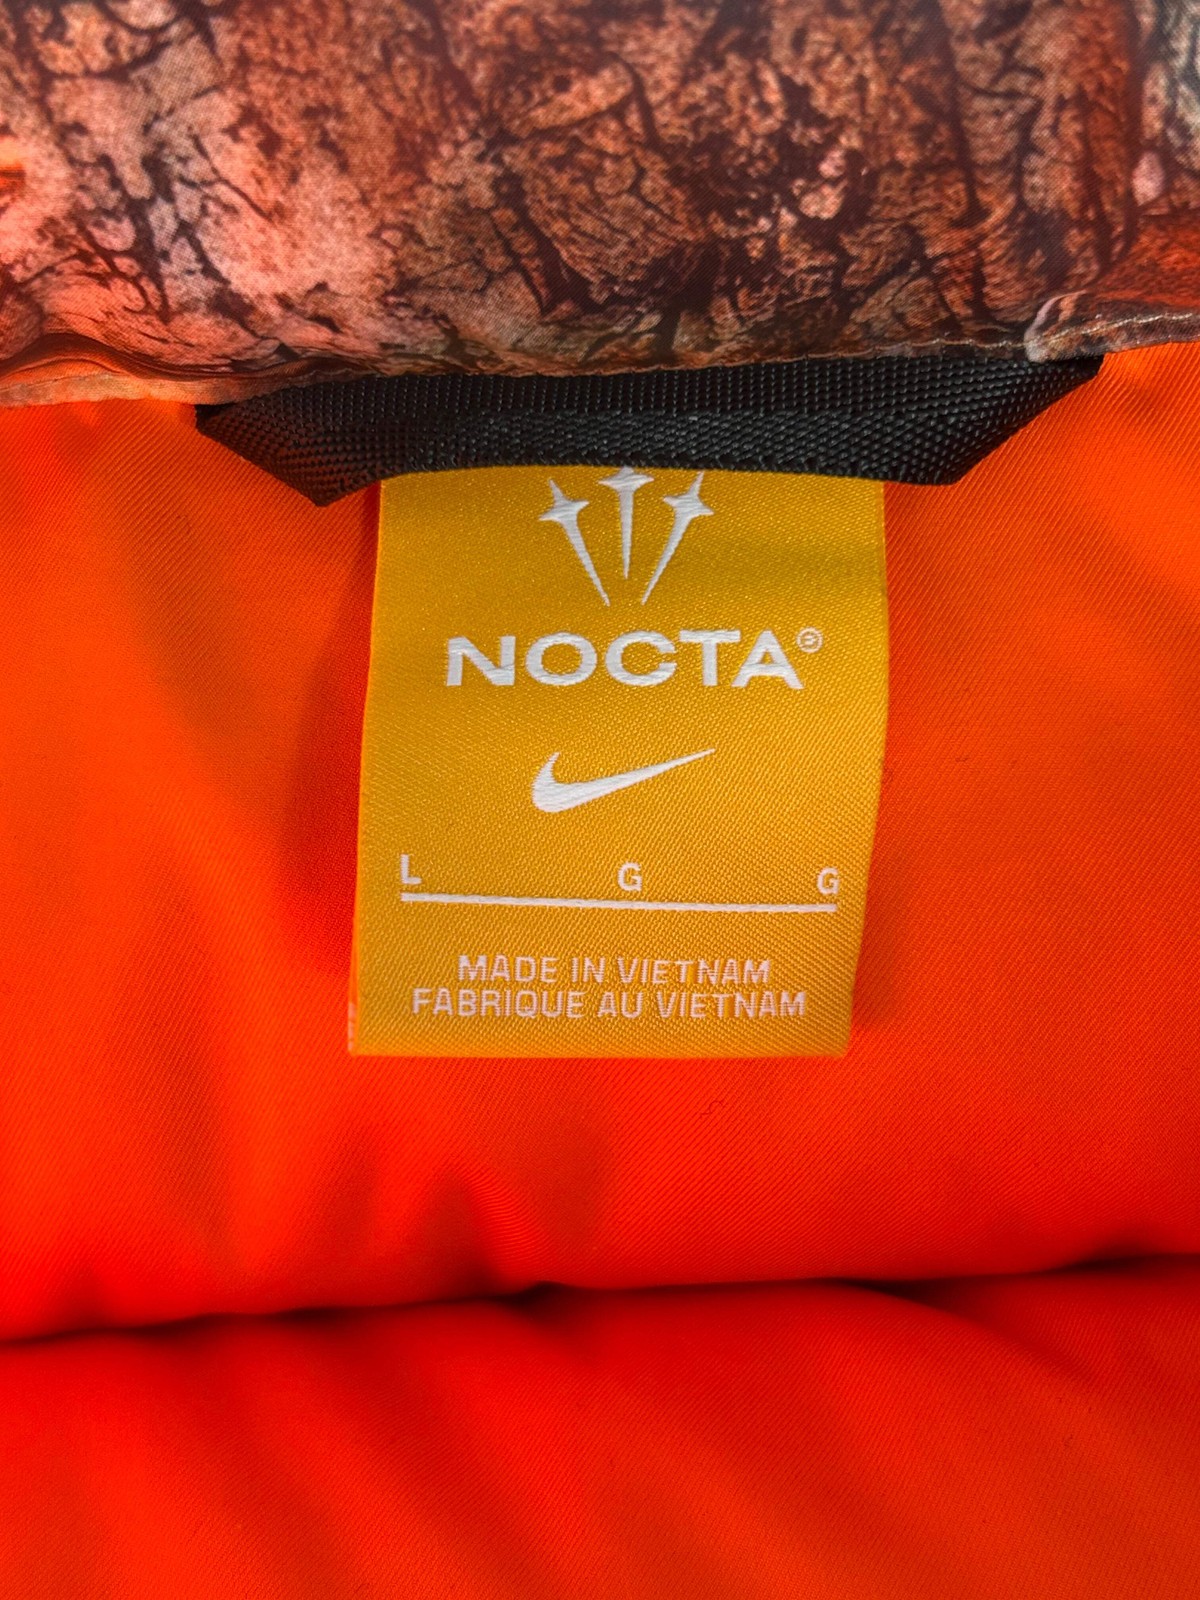 NOCTA®
L G G
MADE IN VIETNAM
FABRIQUE AU VIETNAM